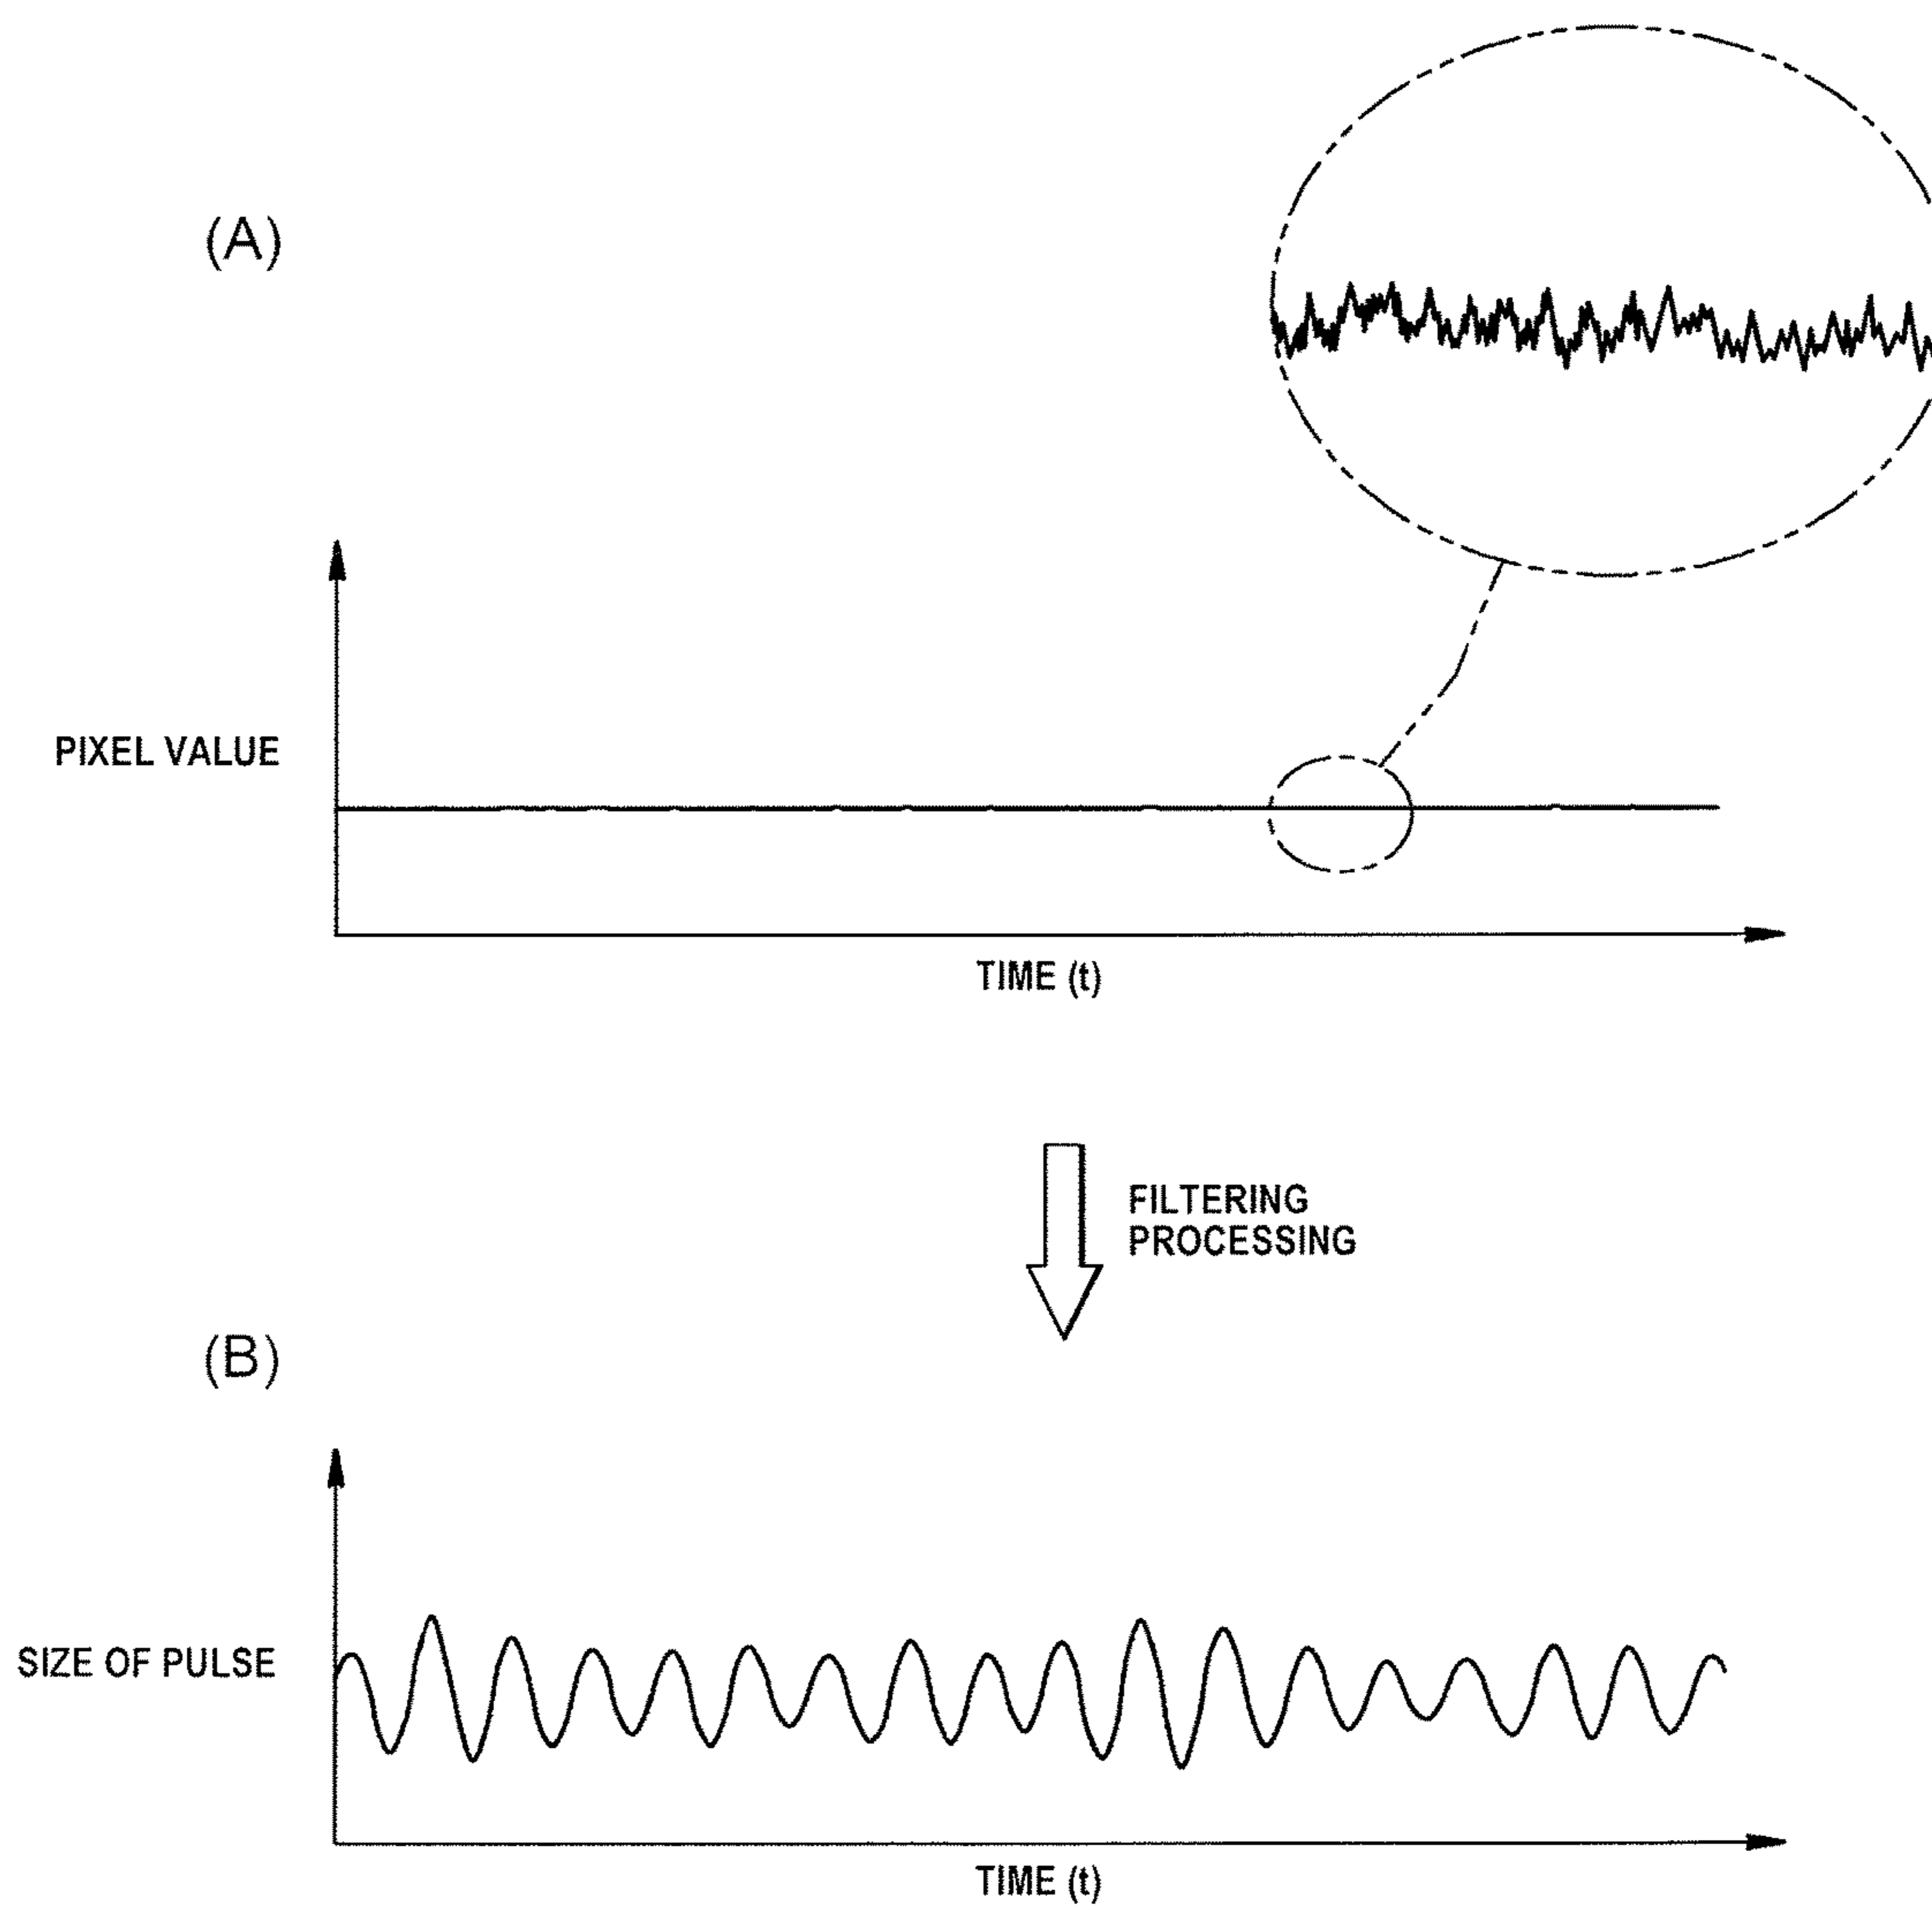 (A)
PIXEL VALUE
TIME (t)
FILTERING
PROCESSING
(B)
SIZE OF PULSE
TIME (t)